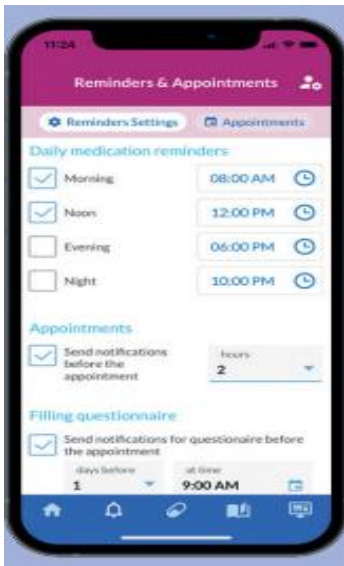 11:24
Reminders & Appointments
Reminders Settings
Appointments
Daily medication reminders
Morning
08:00 AM
Noon
12:00 PM
Evening
06:00 PM
Night
10:00 PM
Appointments
Send notifications
before the
appointment
hours
2
Filling questionnaire
Send notifications for questionaire before
the appointment
days before
at time
1
9:00 AM